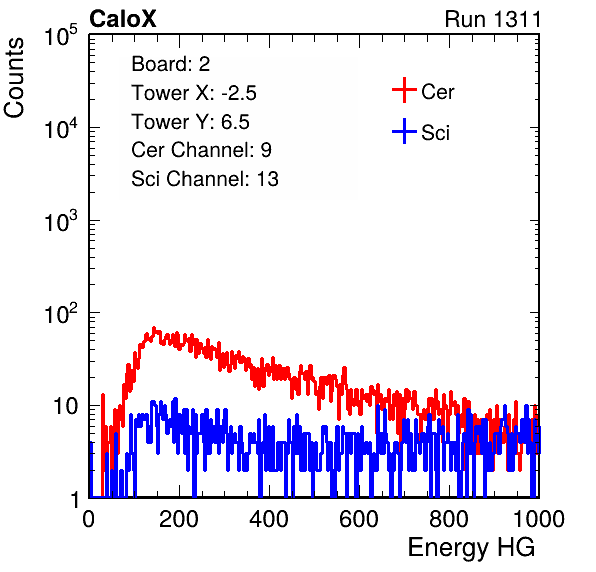 CaloX Run 1311
Counts
10^5
10^4
10^3
10^2
10
1
Board: 2
Tower X: -2.5
Tower Y: 6.5
Cer Channel: 9
Sci Channel: 13
Cer
Sci
0 200 400 600 800 1000
Energy HG